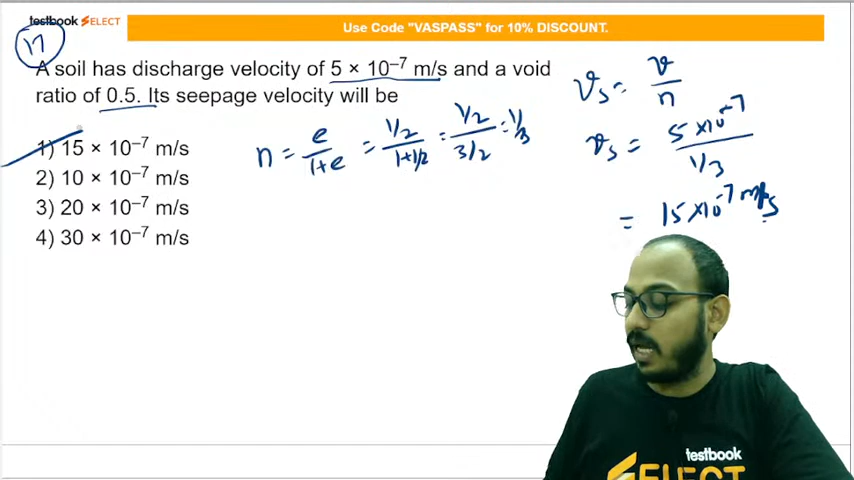 testbook SELECT
Use Code "VASPASS" for 10% DISCOUNT.
17
A soil has discharge velocity of 5 × 10⁻⁷ m/s and a void
ratio of 0.5. Its seepage velocity will be
1) 15 × 10⁻⁷ m/s
2) 10 × 10⁻⁷ m/s
3) 20 × 10⁻⁷ m/s
4) 30 × 10⁻⁷ m/s
n = e/1+e = 1/2/1+1/2 = 1/2/3/2 = 1/3
Vs = V/n
Vs = 5 × 10⁻⁷/1/3
= 15 × 10⁻⁷ m/s
testbook
SELECT